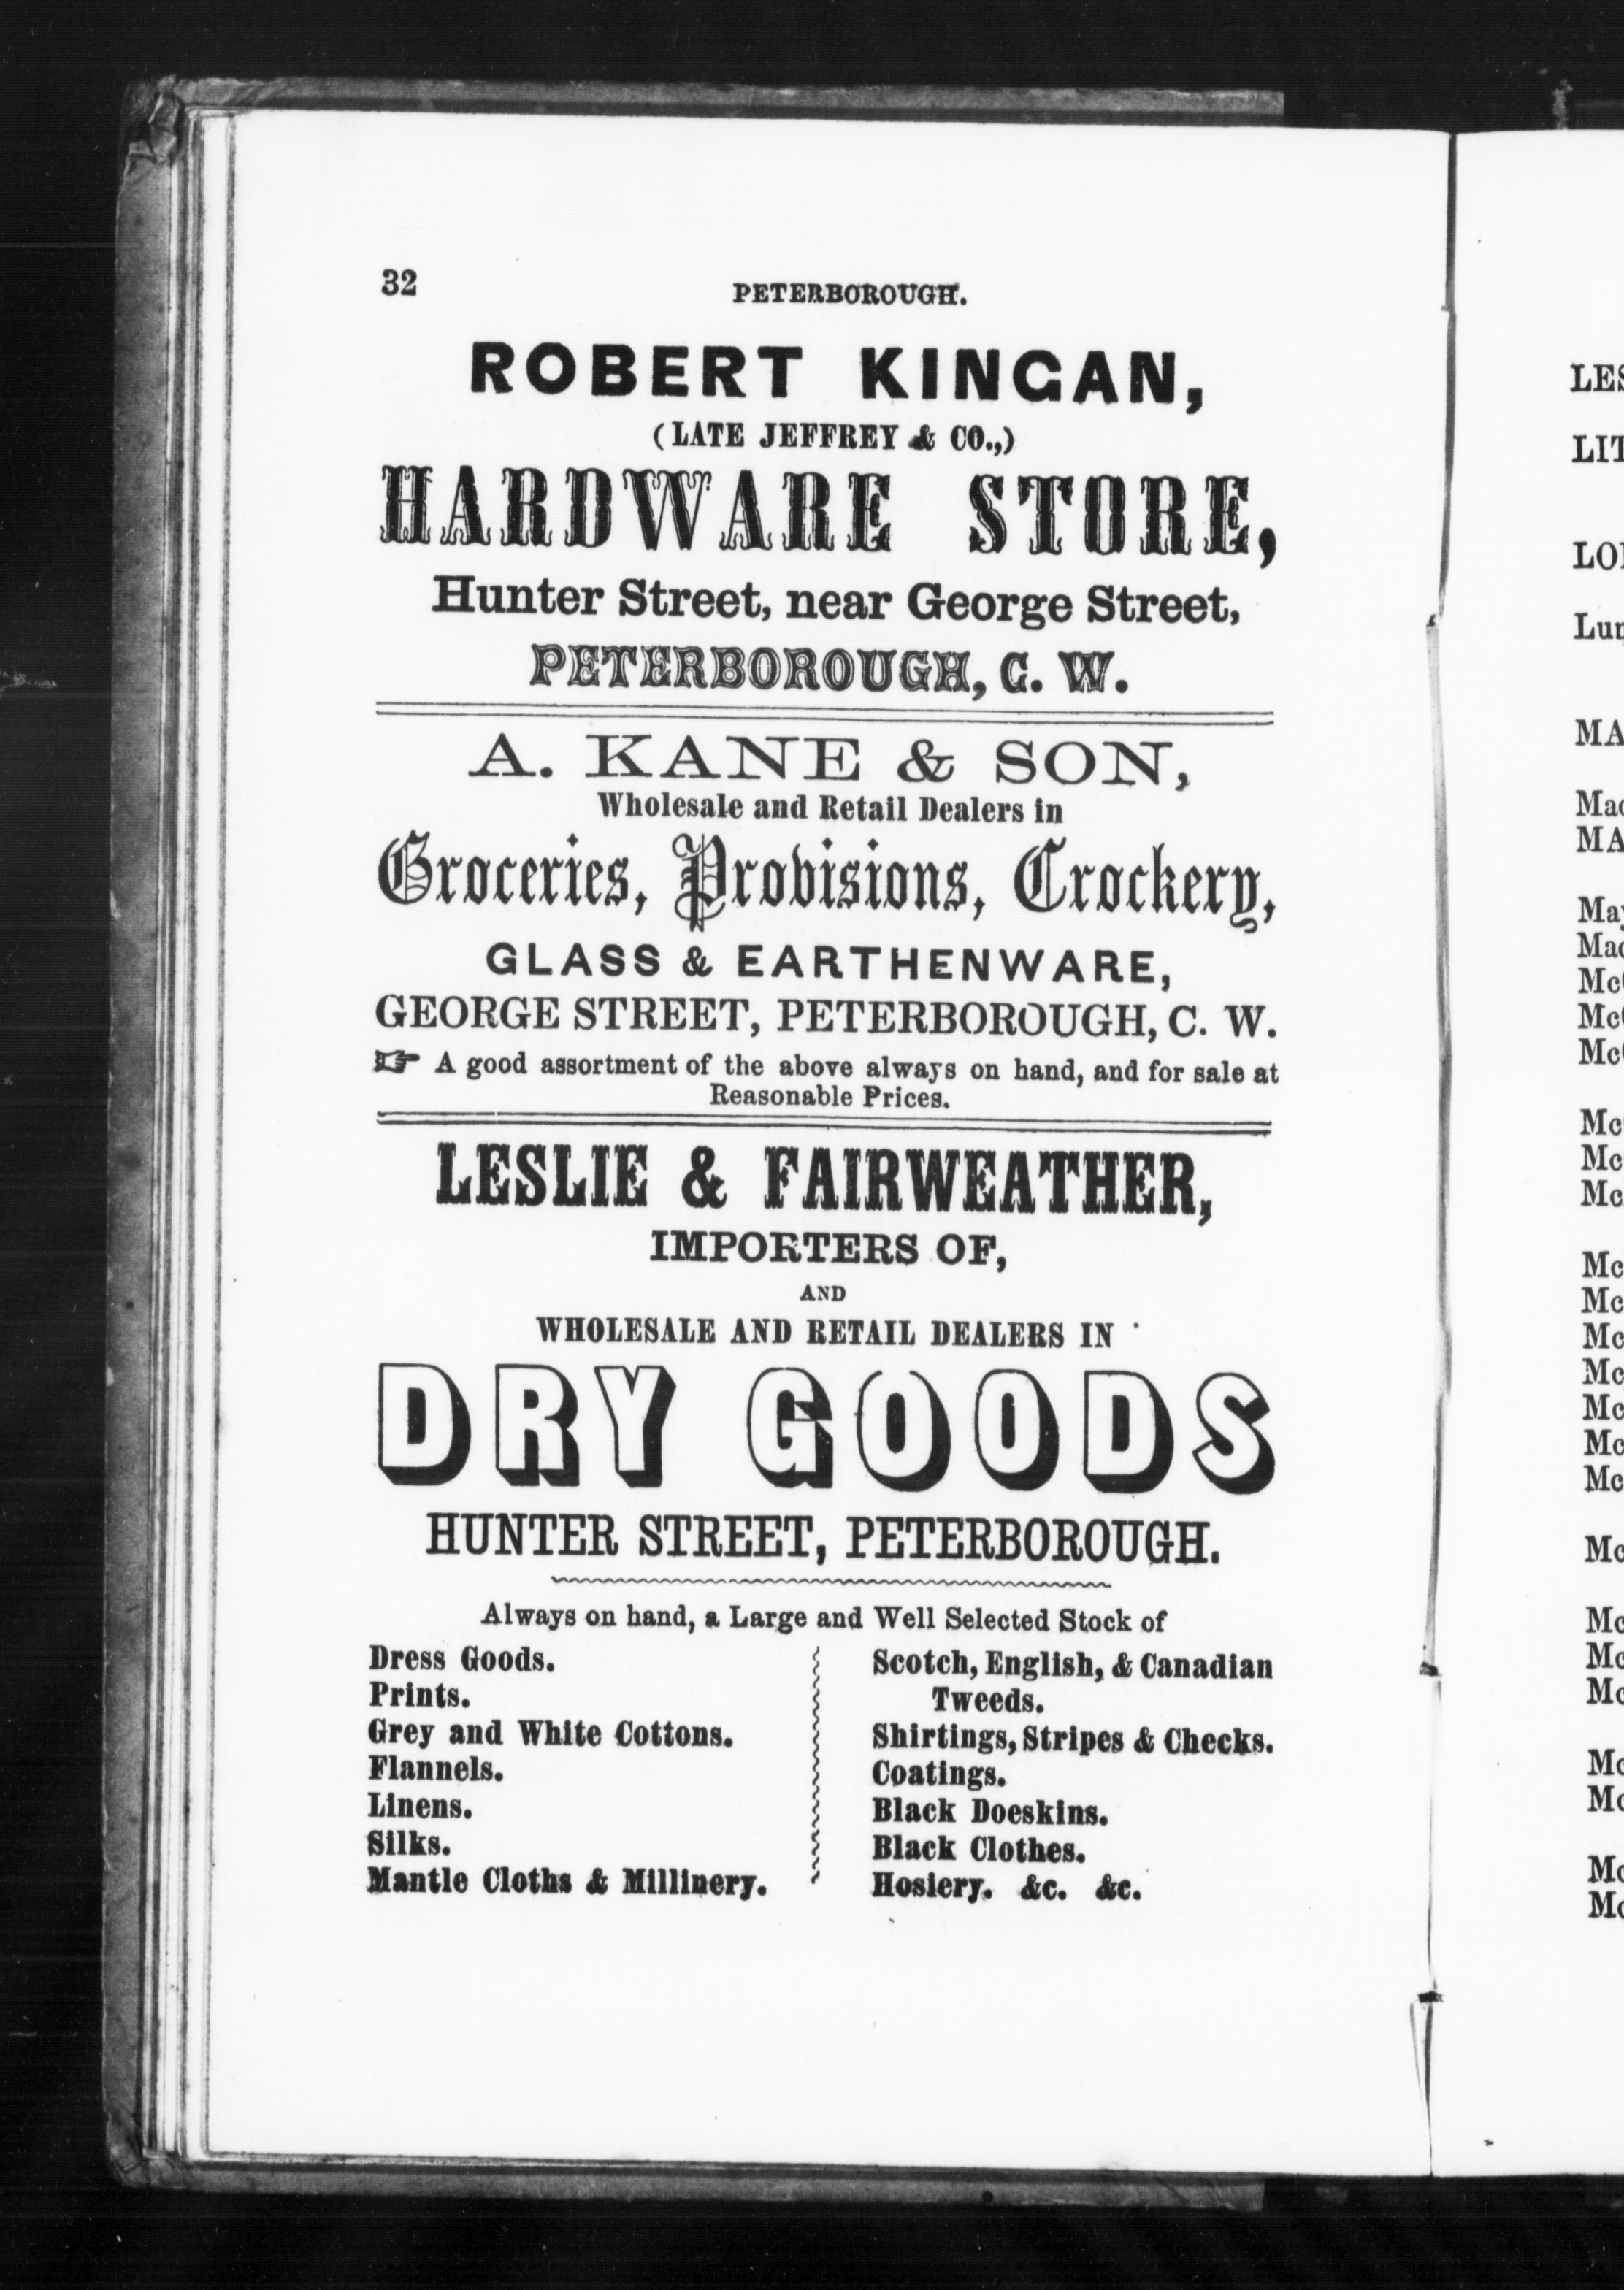 32
PETERBOROUGH.
ROBERT KINGAN,
(LATE JEFFREY & CO.,)
HARDWARE STORE,
Hunter Street, near George Street,
PETERBOROUGH, C. W.
A. KANE & SON,
Wholesale and Retail Dealers in
Groceries, Provisions, Crockery,
GLASS & EARTHENWARE,
GEORGE STREET, PETERBOROUGH, C. W.
☞ A good assortment of the above always on hand, and for sale at
Reasonable Prices.
LESLIE & FAIRWEATHER,
IMPORTERS OF,
AND
WHOLESALE AND RETAIL DEALERS IN
DRY GOODS
HUNTER STREET, PETERBOROUGH.
Always on hand, a Large and Well Selected Stock of
Dress Goods.
Prints.
Grey and White Cottons.
Flannels.
Linens.
Silks.
Mantle Cloths & Millinery.
Scotch, English, & Canadian
Tweeds.
Shirtings, Stripes & Checks.
Coatings.
Black Doeskins.
Black Clothes.
Hosiery. &c. &c.